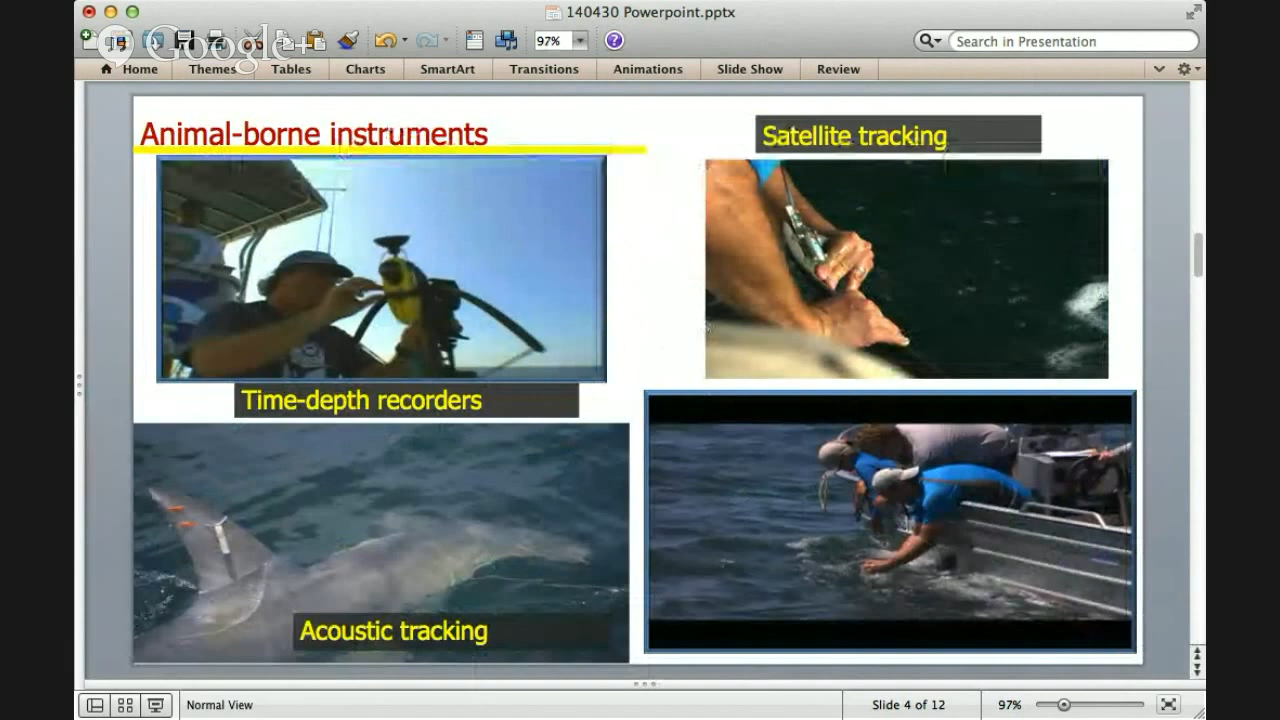 140430 Powerpoint.pptx
Google+
97%
Search in Presentation
Home Themes Tables Charts SmartArt Transitions Animations Slide Show Review
Animal-borne instruments
Satellite tracking
Time-depth recorders
Acoustic tracking
Normal View
Slide 4 of 12
97%